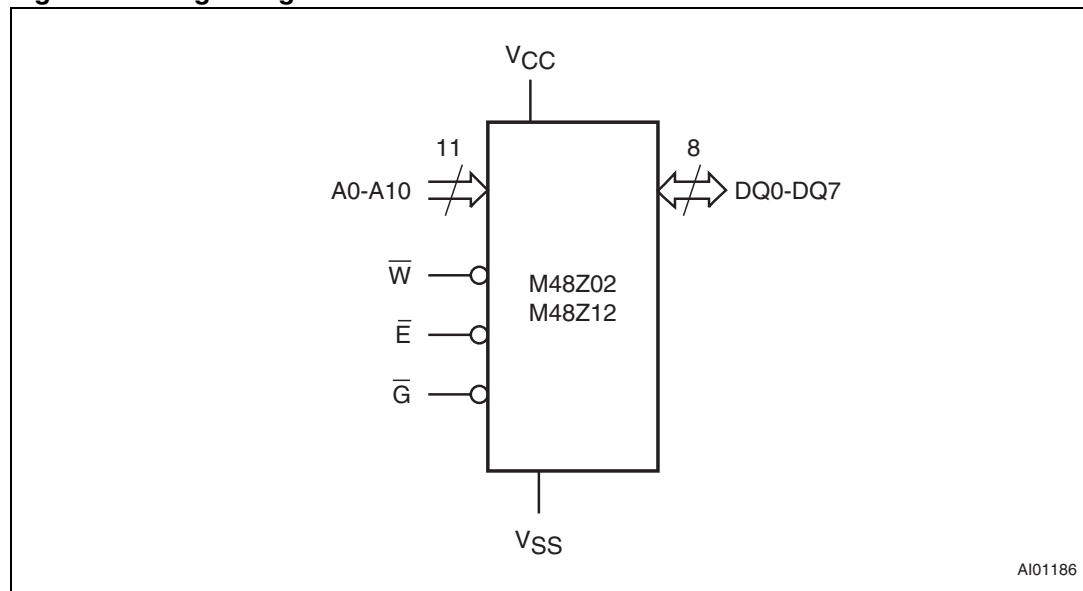 VCC
11
8
A0-A10
DQ0-DQ7
W̅
M48Z02
M48Z12
E̅
G̅
VSS
AI01186